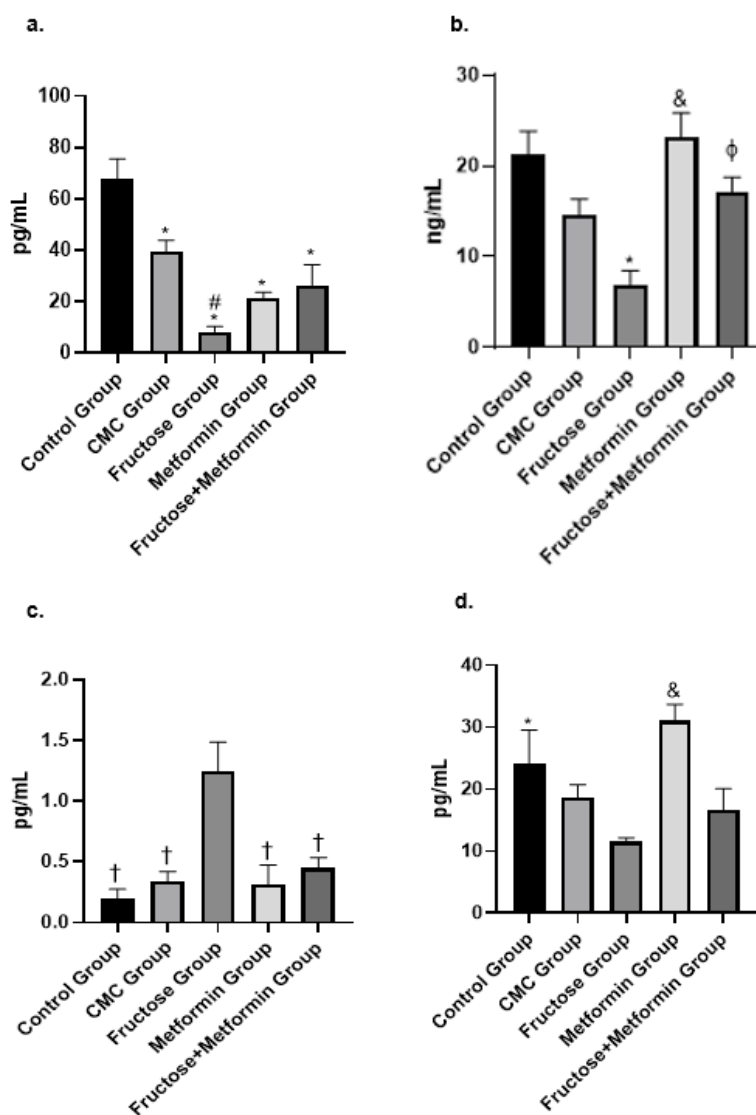 a.
pg/mL
100
80
60
40
20
0
*
*
#
*
*
*
Control Group
CMC Group
Fructose Group
Metformin Group
Fructose+Metformin Group
b.
ng/mL
30
20
10
0
*
&
ϕ
Control Group
CMC Group
Fructose Group
Metformin Group
Fructose+Metformin Group
c.
pg/mL
2.0
1.5
1.0
0.5
0.0
†
†
†
†
Control Group
CMC Group
Fructose Group
Metformin Group
Fructose+Metformin Group
d.
pg/mL
40
30
20
10
0
*
&
Control Group
CMC Group
Fructose Group
Metformin Group
Fructose+Metformin Group